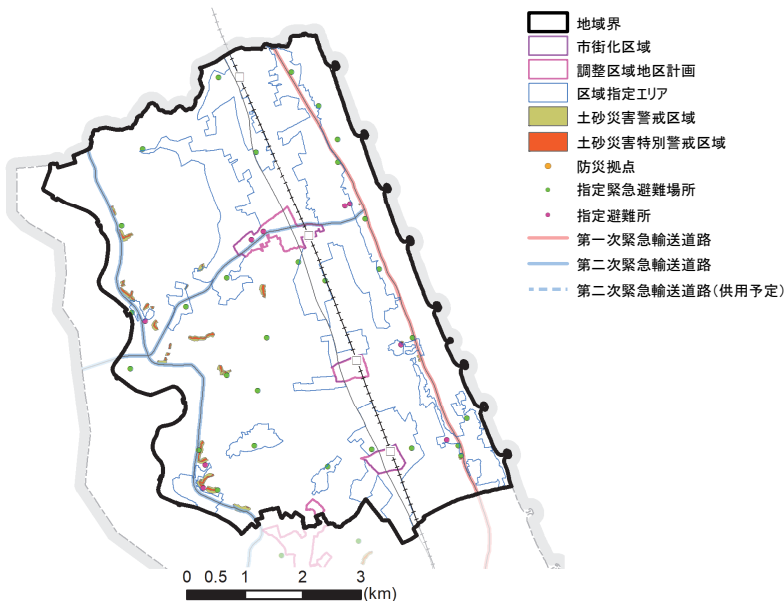 地域界
市街化区域
調整区域地区計画
区域指定エリア
土砂災害警戒区域
土砂災害特別警戒区域
防災拠点
指定緊急避難場所
指定避難所
第一次緊急輸送道路
第二次緊急輸送道路
第二次緊急輸送道路(供用予定)
0 0.5 1 2 3
(km)